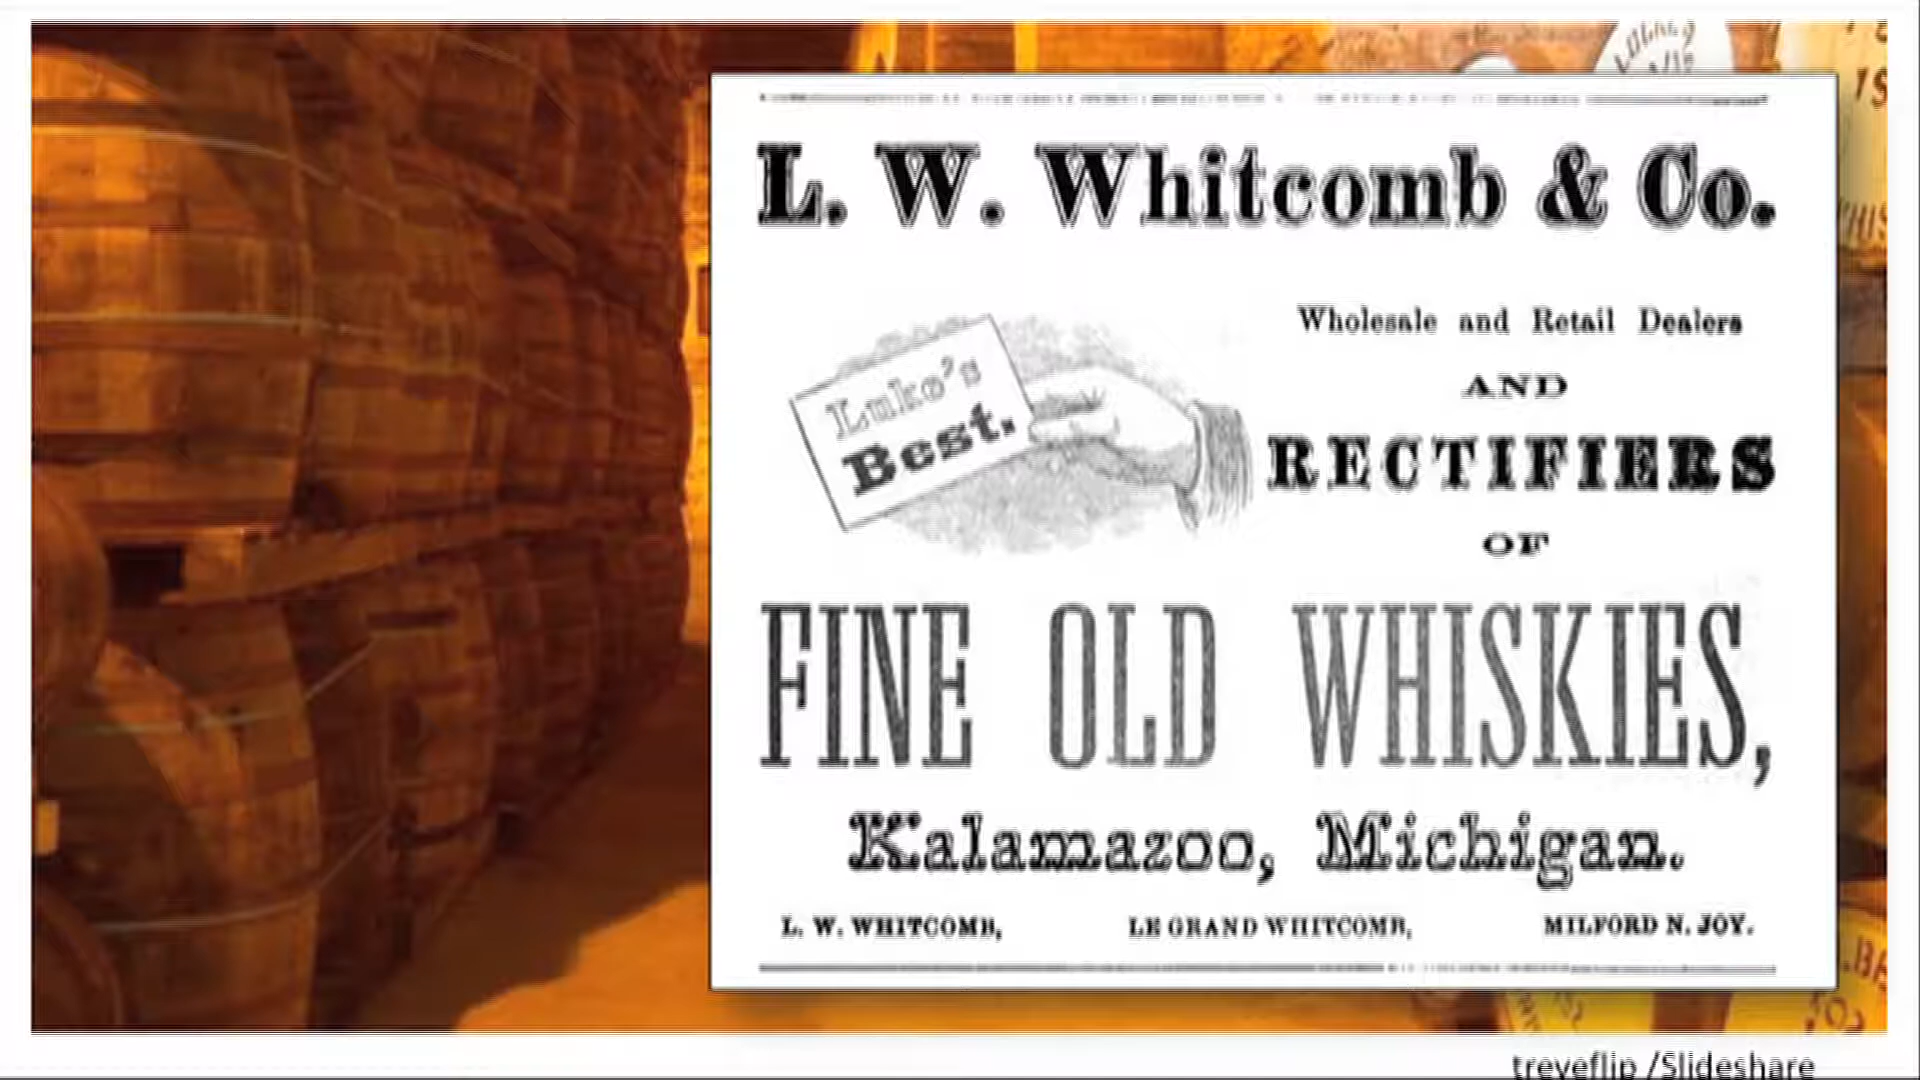 L. W. Whitcomb & Co.
Luke's
Best.
Wholesale and Retail Dealers
AND
RECTIFIERS
OF
FINE OLD WHISKIES,
Kalamazoo, Michigan.
L. W. WHITCOMB,
LE GRAND WHITCOMB,
MILFORD N. JOY.
treveflip /Slideshare